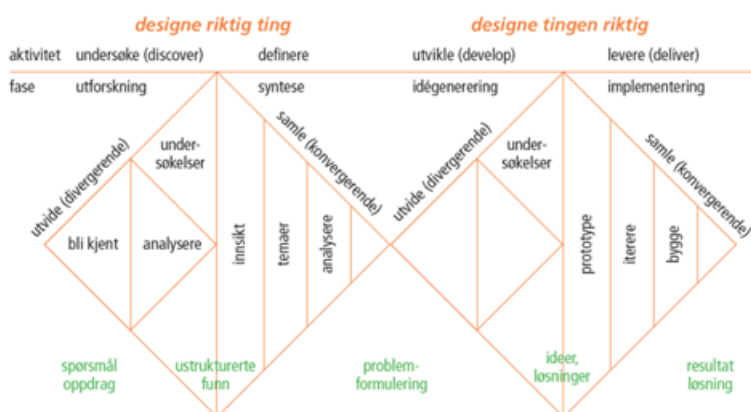 designe riktig ting
designe tingen riktig
aktivitet undersøke (discover) definere utvikle (develop) levere (deliver)
fase utforskning syntese idégenerering implementering
utvide (divergerende)
under-
søkelser
samle (konvergerende)
bli kjent
analysere
innsikt
temaer
analysere
utvide (divergerende)
under-
søkelser
samle (konvergerende)
prototype
iterere
bygge
spørsmål
oppdrag
ustrukturerte
funn
problem-
formulering
ideer,
løsninger
resultat
løsning